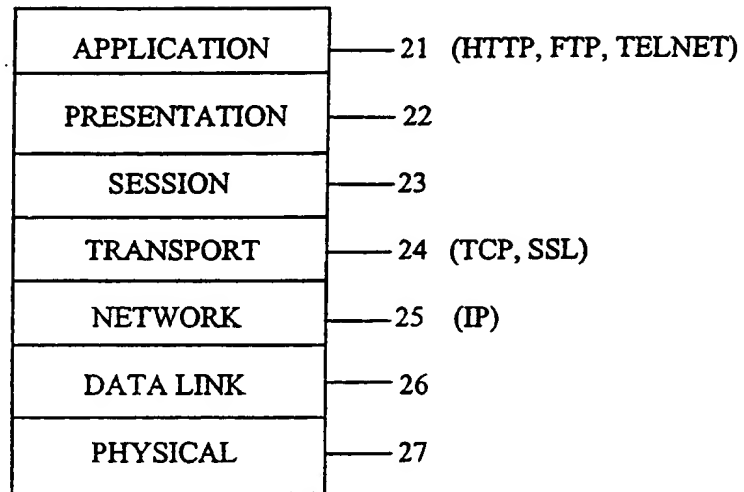 APPLICATION 21 (HTTP, FTP, TELNET)
PRESENTATION 22
SESSION 23
TRANSPORT 24 (TCP, SSL)
NETWORK 25 (IP)
DATA LINK 26
PHYSICAL 27